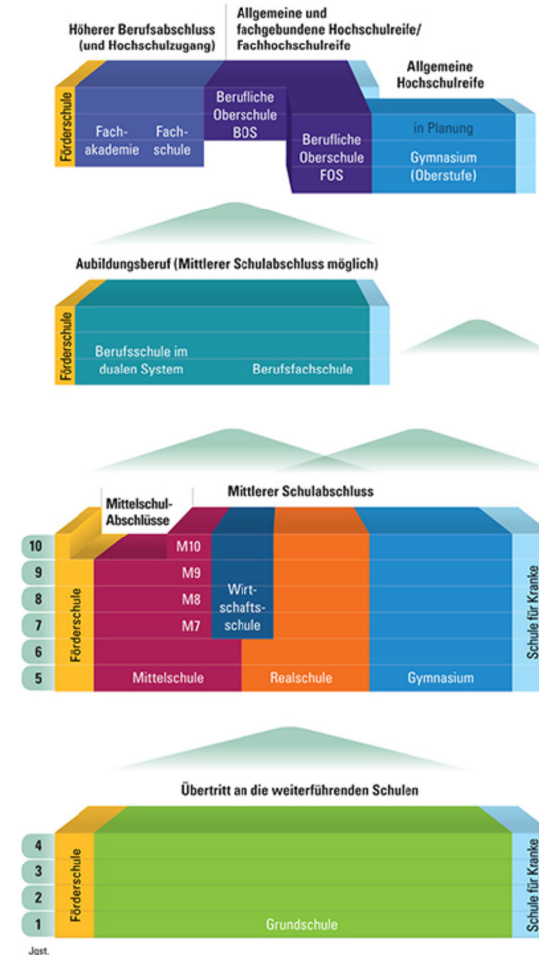 Höherer Berufsabschluss
(und Hochschulzugang)
Allgemeine und
fachgebundene Hochschulreife/
Fachhochschulreife
Allgemeine
Hochschulreife
Förderschule
Fach-
akademie
Fach-
schule
Berufliche
Oberschule
BOS
Berufliche
Oberschule
FOS
in Planung
Gymnasium
(Oberstufe)
Aubildungsberuf (Mittlerer Schulabschluss möglich)
Förderschule
Berufsschule im
dualen System
Berufsfachschule
Mittelschul-
Abschlüsse
Mittlerer Schulabschluss
10
9
8
7
6
5
Förderschule
M10
M9
M8
M7
Mittelschule
Wirt-
schafts-
schule
Realschule
Gymnasium
Schule für Kranke
Übertritt an die weiterführenden Schulen
4
3
2
1
Förderschule
Grundschule
Schule für Kranke
Jgst.